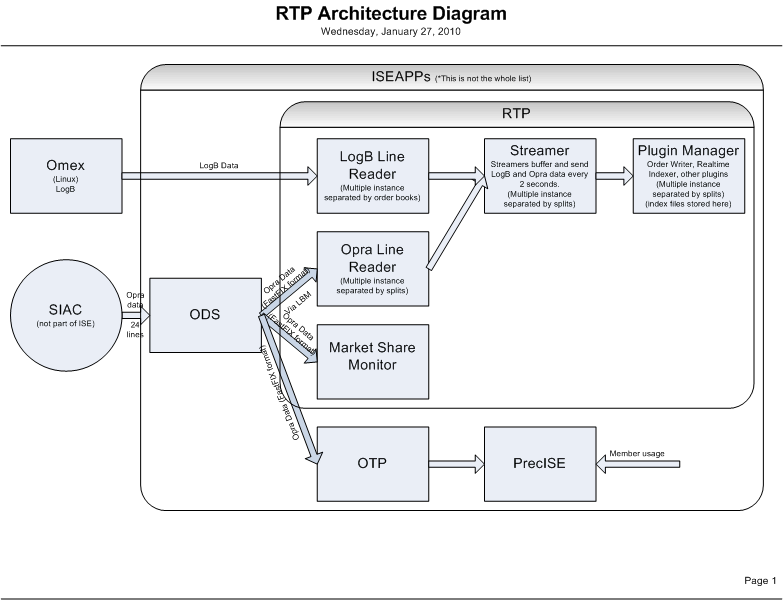 RTP Architecture Diagram
Wednesday, January 27, 2010
ISEAPPs (*This is not the whole list)
RTP
Omex
(Linux)
LogB
LogB Data
LogB Line
Reader
(Multiple instance
separated by order books)
Streamer
Streamers buffer and send
LogB and Opra data every
2 seconds.
(Multiple instance
separated by splits)
Plugin Manager
Order Writer, Realtime
Indexer, other plugins
(Multiple instance
separated by splits)
(index files stored here)
Opra Line
Reader
(Multiple instance
separated by splits)
SIAC
(not part of ISE)
Opra
data
24
lines
ODS
Opra Data
(FastFIX format)
Via LBM
Opra Data
(FastFIX format)
Market Share
Monitor
Opra Data (FastFIX format)
OTP
PrecISE
Member usage
Page 1